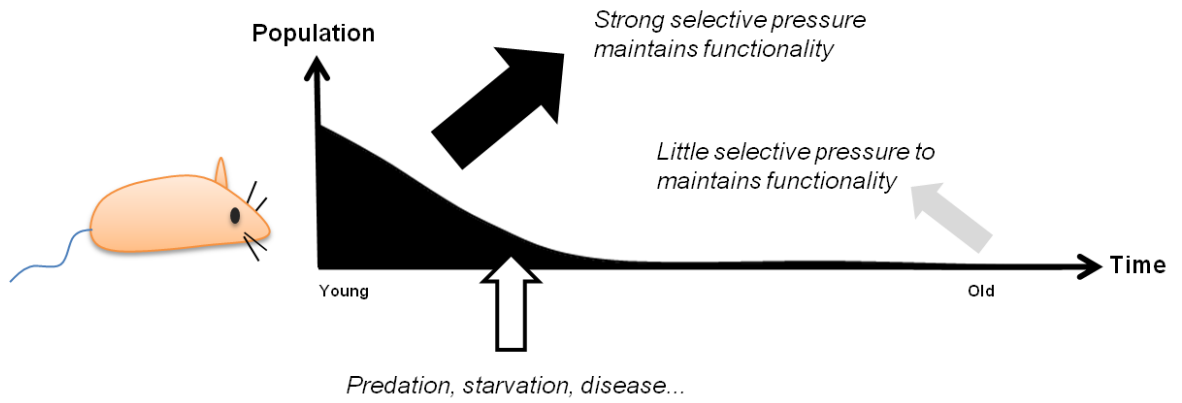 Population
Strong selective pressure
maintains functionality
Little selective pressure to
maintains functionality
Time
Young
Old
Predation, starvation, disease...